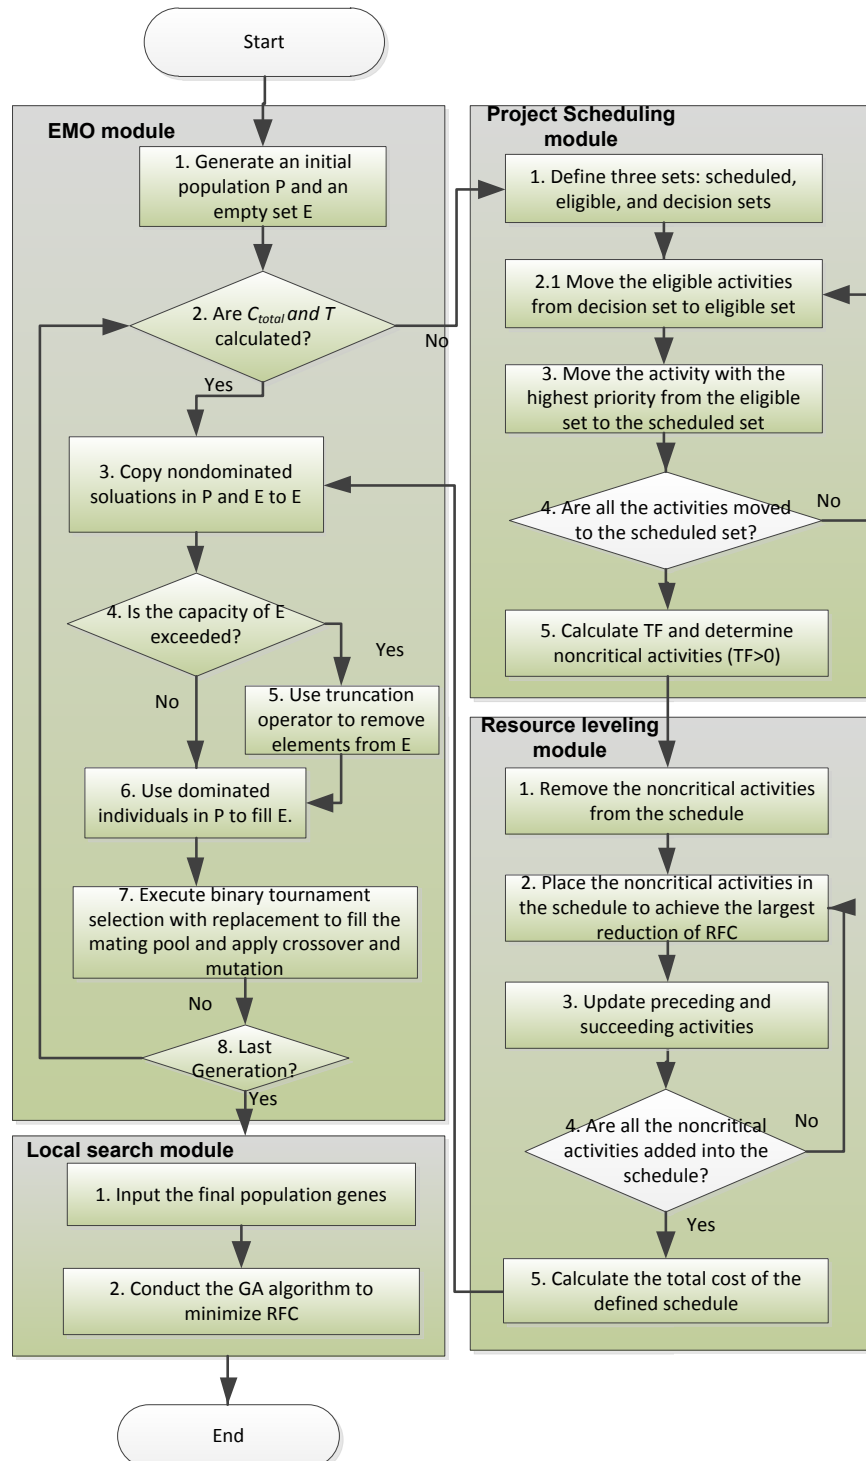 Start
EMO module
1. Generate an initial
population P and an
empty set E
2. Are C_total and T
calculated?
No
Yes
3. Copy nondominated
soluations in P and E to E
4. Is the capacity of E
exceeded?
Yes
No
5. Use truncation
operator to remove
elements from E
6. Use dominated
individuals in P to fill E.
7. Execute binary tournament
selection with replacement to fill the
mating pool and apply crossover and
mutation
No
8. Last
Generation?
Yes
Local search module
1. Input the final population genes
2. Conduct the GA algorithm to
minimize RFC
End
Project Scheduling
module
1. Define three sets: scheduled,
eligible, and decision sets
2.1 Move the eligible activities
from decision set to eligible set
3. Move the activity with the
highest priority from the eligible
set to the scheduled set
4. Are all the activities moved
to the scheduled set?
No
5. Calculate TF and determine
noncritical activities (TF>0)
Resource leveling
module
1. Remove the noncritical activities
from the schedule
2. Place the noncritical activities in
the schedule to achieve the largest
reduction of RFC
3. Update preceding and
succeeding activities
4. Are all the noncritical
activities added into the
schedule?
No
Yes
5. Calculate the total cost of the
defined schedule